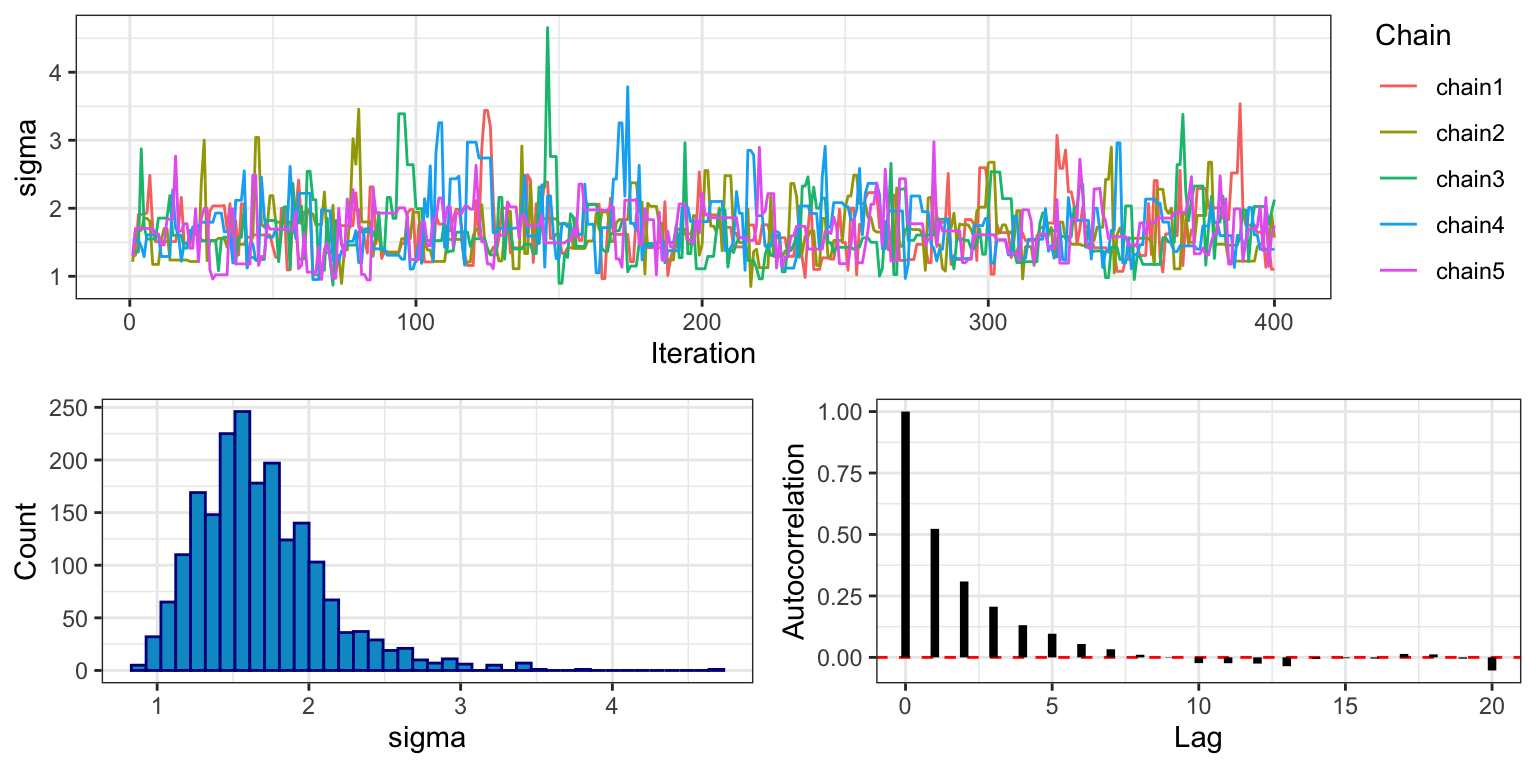 Chain
chain1
chain2
chain3
chain4
chain5
sigma
4
3
2
1
0 100 200 300 400
Iteration
Count
250
200
150
100
50
0
1 2 3 4
sigma
Autocorrelation
1.00
0.75
0.50
0.25
0.00
0 5 10 15 20
Lag